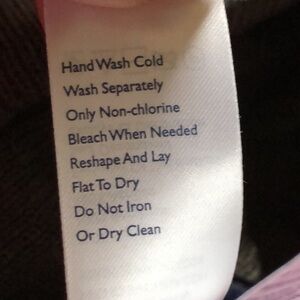 Hand Wash Cold
Wash Separately
Only Non-chlorine
Bleach When Needed
Reshape And Lay
Flat To Dry
Do Not Iron
Or Dry Clean